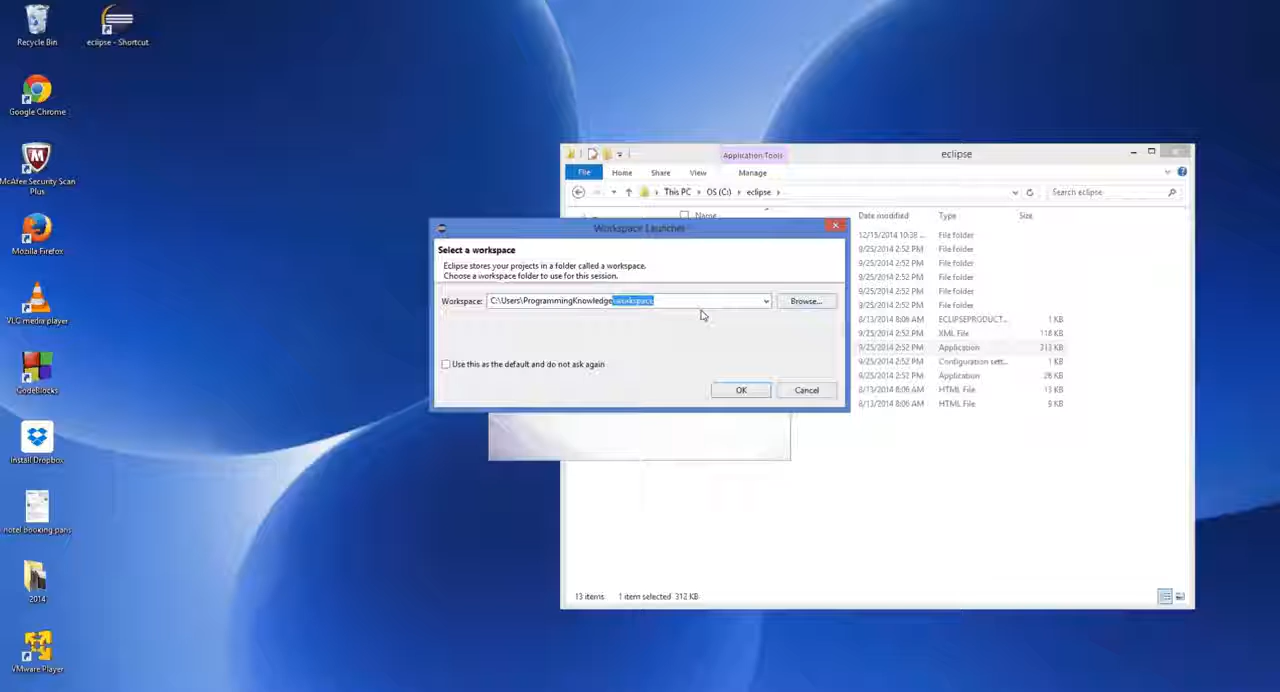 Recycle Bin
eclipse - Shortcut
Google Chrome
McAfee Security Scan
Plus
Mozilla Firefox
VLC media player
CodeBlocks
Install Dropbox
hotel booking pans
2014
VMware Player
Application Tools
eclipse
File
Home
Share
View
Manage
This PC
OS (C:)
eclipse
Search eclipse
Name
Date modified
Type
Size
12/15/2014 10:38 ...
File folder
9/25/2014 2:52 PM
File folder
9/25/2014 2:52 PM
File folder
9/25/2014 2:52 PM
File folder
9/25/2014 2:52 PM
File folder
9/25/2014 2:52 PM
File folder
8/13/2014 8:06 AM
ECLIPSEPRODUCT...
1 KB
9/25/2014 2:52 PM
XML File
118 KB
9/25/2014 2:52 PM
Application
313 KB
9/25/2014 2:52 PM
Configuration sett...
1 KB
9/25/2014 2:52 PM
Application
26 KB
8/13/2014 8:06 AM
HTML File
13 KB
8/13/2014 8:06 AM
HTML File
9 KB
13 items
1 item selected 312 KB
Workspace Launcher
Select a workspace
Eclipse stores your projects in a folder called a workspace.
Choose a workspace folder to use for this session.
Workspace:
C:\Users\ProgrammingKnowledge\workspace
Browse...
Use this as the default and do not ask again
OK
Cancel